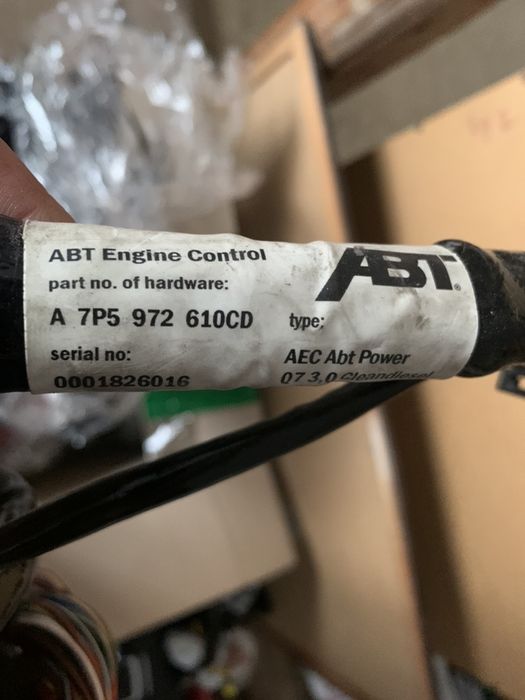 ABT Engine Control
part no. of hardware:
ABT®
A 7P5 972 610CD
type:
serial no:
AEC Abt Power
0001826016
07 3,0 Cleandiesel